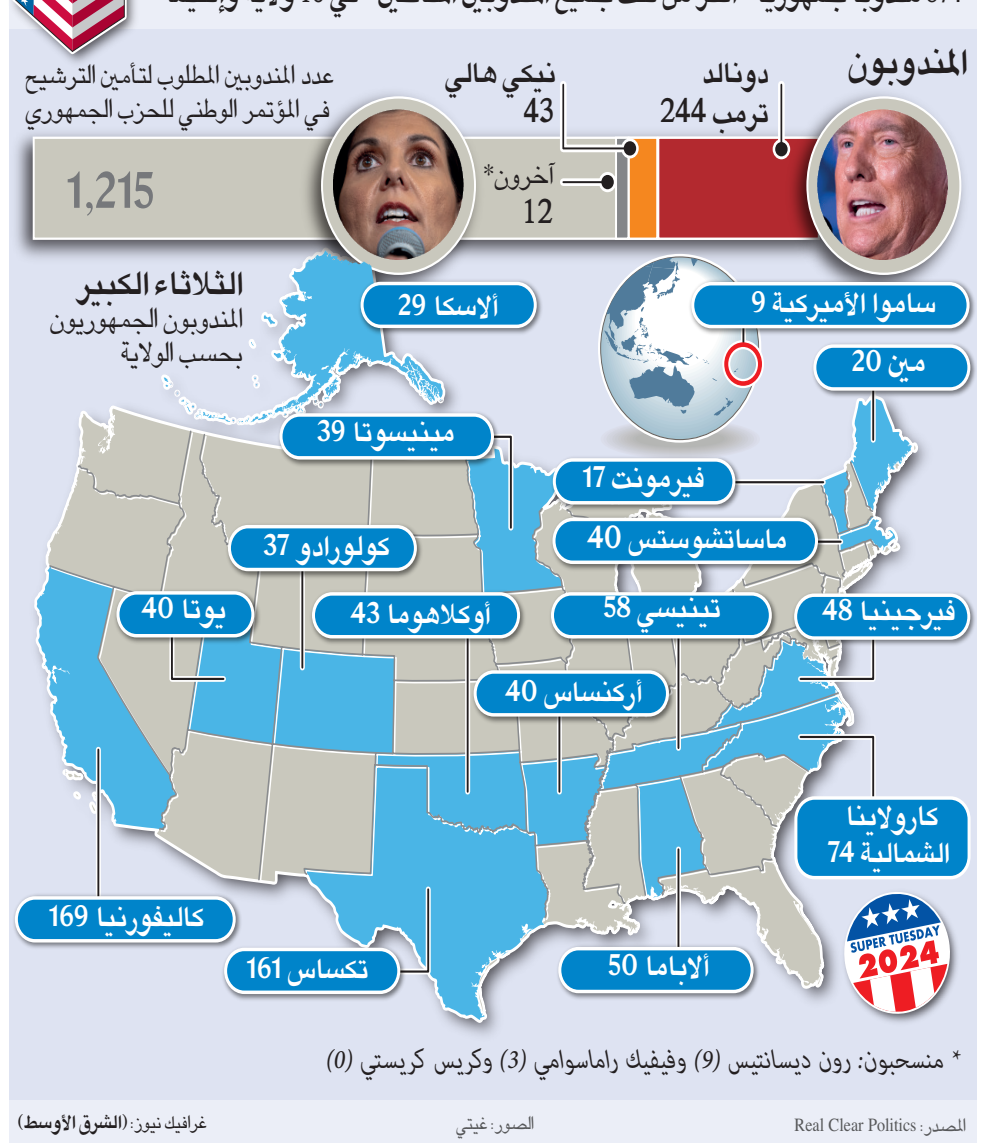 المندوبون
دونالد
ترمب 244
نيكي هالي
43
آخرون*
12
عدد المندوبين المطلوب لتأمين الترشيح
في المؤتمر الوطني للحزب الجمهوري
1,215
الثلاثاء الكبير
المندوبون الجمهوريون
بحسب الولاية
ألاسكا 29
ساموا الأميركية 9
مين 20
مينيسوتا 39
فيرمونت 17
ماساتشوستس 40
كولورادو 37
يوتا 40
أوكلاهوما 43
تينيسي 58
فيرجينيا 48
أركنساس 40
كارولاينا
الشمالية 74
كاليفورنيا 169
تكساس 161
ألاباما 50
SUPER TUESDAY
2024
* منسحبون: رون ديسانتيس (9) وفيفيك راماسوامي (3) وكريس كريستي (0)
المصدر: Real Clear Politics
الصور: غيتي
غرافيك نيوز: (الشرق الأوسط)